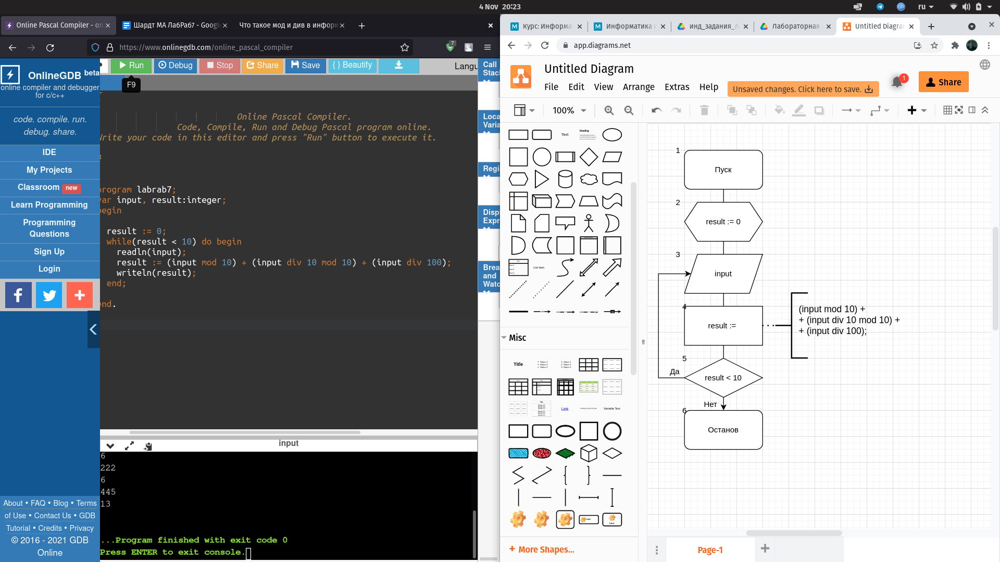 4 Nov 20:23
ru
Online Pascal Compiler - on
Шардт МА ЛабРаб7 - Google
Что такое мод и див в информ
https://www.onlinegdb.com/online_pascal_compiler
7
OnlineGDB beta
online compiler and debugger for c/c++
code. compile. run.
debug. share.
IDE
My Projects
Classroom new
Learn Programming
Programming
Questions
Sign Up
Login
About • FAQ • Blog • Terms
of Use • Contact Us • GDB
Tutorial • Credits • Privacy
© 2016 - 2021 GDB
Online
Run
Debug
Stop
Share
Save
{ } Beautify
Langu
F9
Online Pascal Compiler.
Code, Compile, Run and Debug Pascal program online.
Write your code in this editor and press "Run" button to execute it.
program labrab7;
var input, result:integer;
begin
result := 0;
while(result < 10) do begin
readln(input);
result := (input mod 10) + (input div 10 mod 10) + (input div 100);
writeln(result);
end;
end.
input
6
222
6
445
13
...Program finished with exit code 0
Press ENTER to exit console.
Call
Stack
Loca
Varia
Regi
Disp
Expr
Brea
and
Watc
Курс: Информа
Информатика
инд_задания_л
Лабораторная
Untitled Diagra
app.diagrams.net
Untitled Diagram
File Edit View Arrange Extras Help
Unsaved changes. Click here to save.
1
Share
100%
Text
Heading
List Item
Misc
Title
Link
Variable Text
Label
Label
+ More Shapes...
1
Пуск
2
result := 0
3
input
4
result :=
(input mod 10) +
+ (input div 10 mod 10) +
+ (input div 100);
5
Да
result < 10
Нет
6
Останов
Page-1